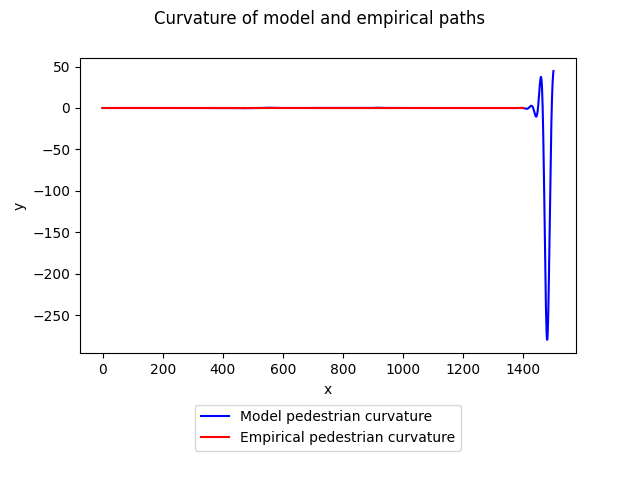 Curvature of model and empirical paths
50
0
−50
−100
−150
−200
−250
y
0 200 400 600 800 1000 1200 1400
x
Model pedestrian curvature
Empirical pedestrian curvature